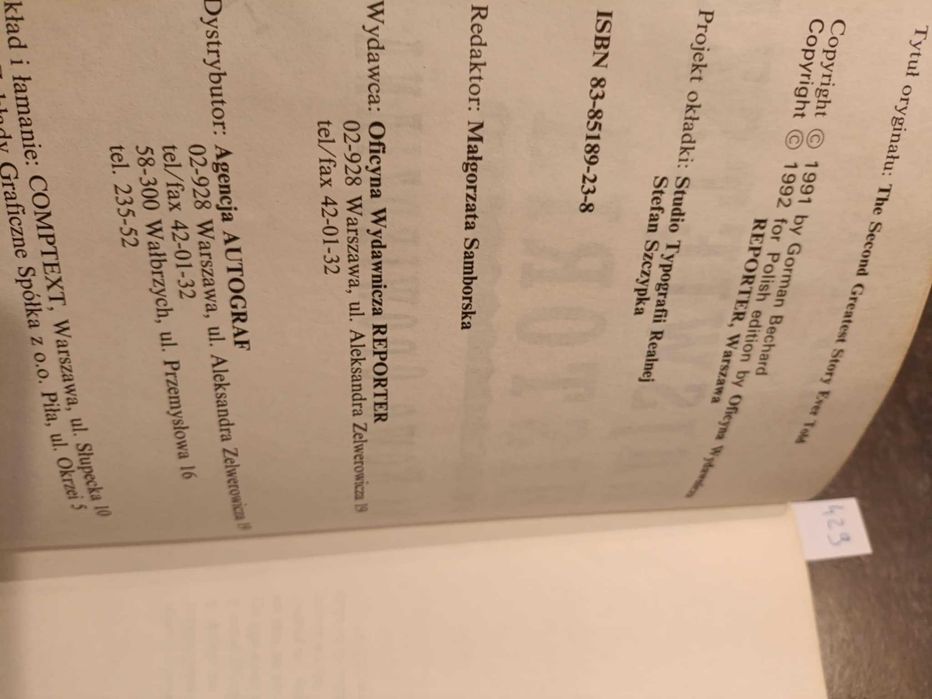 Tytuł oryginału: The Second Greatest Story Ever Told
Copyright © 1991 by Gorman Bechard
Copyright © 1992 for Polish edition by Oficyna Wydawnicza
REPORTER, Warszawa
Projekt okładki: Studio Typografii Realnej
Stefan Szczypka
ISBN 83-85189-23-8
Redaktor: Małgorzata Samborska
Wydawca: Oficyna Wydawnicza REPORTER
02-928 Warszawa, ul. Aleksandra Zelwerowicza 19
tel/fax 42-01-32
Dystrybutor: Agencja AUTOGRAF
02-928 Warszawa, ul. Aleksandra Zelwerowicza 19
tel/fax 42-01-32
58-300 Wałbrzych, ul. Przemysłowa 16
tel. 235-52
kład i łamanie: COMPTEXT, Warszawa, ul. Słupecka 10
Graficzne Spółka z o.o. Piła, ul. Okrzei 5
429